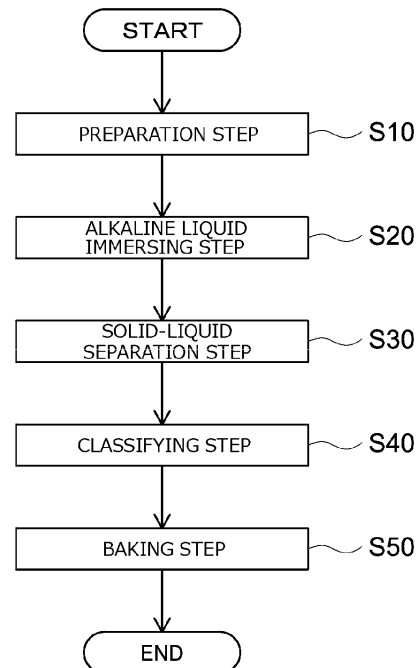 START
PREPARATION STEP
S10
ALKALINE LIQUID
IMMERSING STEP
S20
SOLID-LIQUID
SEPARATION STEP
S30
CLASSIFYING STEP
S40
BAKING STEP
S50
END